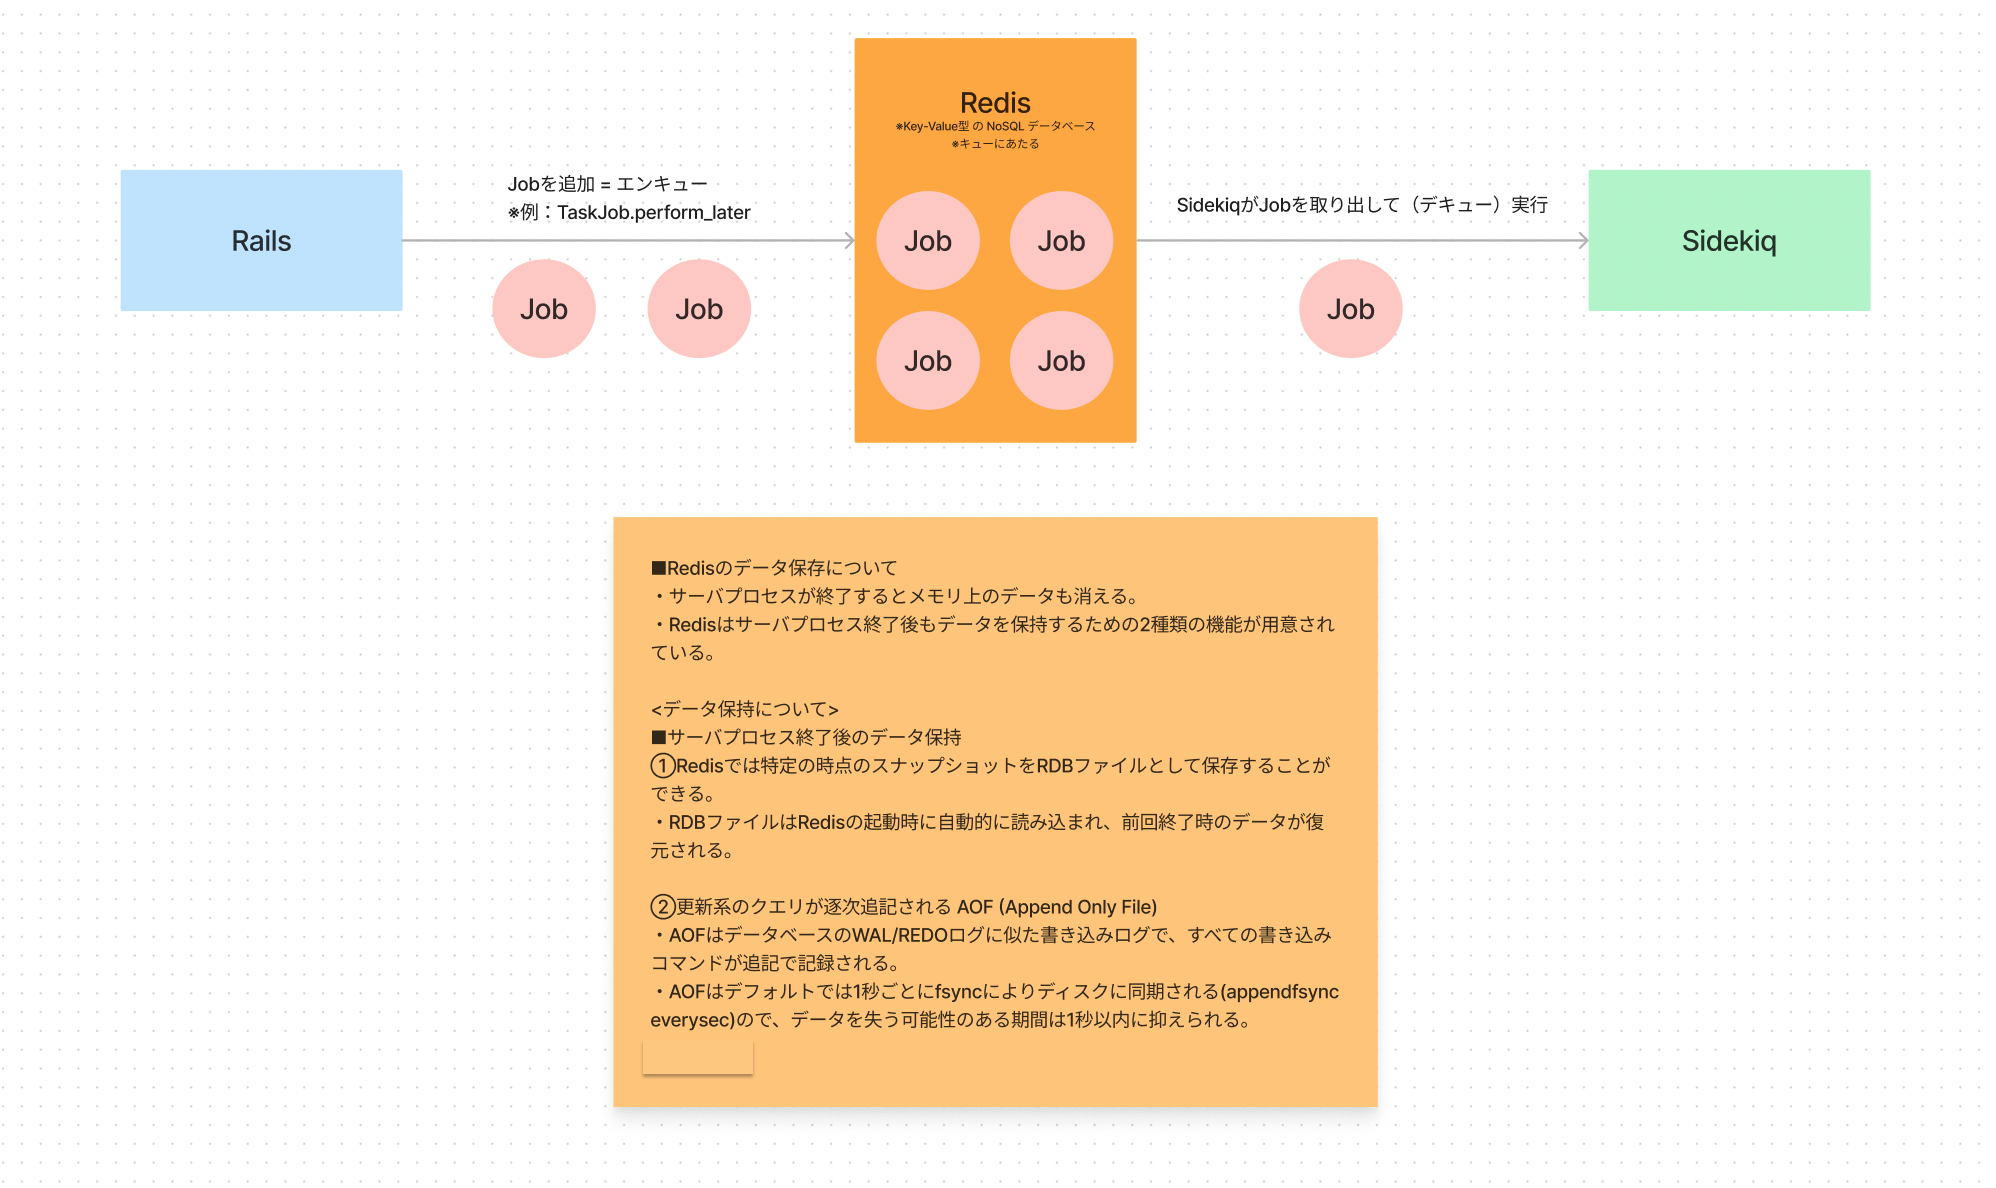 Redis
※Key-Value型 の NoSQL データベース
※キューにあたる
Jobを追加 = エンキュー
※例：TaskJob.perform_later
SidekiqがJobを取り出して（デキュー）実行
Rails
Job
Job
Sidekiq
Job
Job
Job
Job
Job
■Redisのデータ保存について
・サーバプロセスが終了するとメモリ上のデータも消える。
・Redisはサーバプロセス終了後もデータを保持するための2種類の機能が用意され
ている。
<データ保持について>
■サーバプロセス終了後のデータ保持
①Redisでは特定の時点のスナップショットをRDBファイルとして保存することが
できる。
・RDBファイルはRedisの起動時に自動的に読み込まれ、前回終了時のデータが復
元される。
②更新系のクエリが逐次追記される AOF (Append Only File)
・AOFはデータベースのWAL/REDOログに似た書き込みログで、すべての書き込み
コマンドが追記で記録される。
・AOFはデフォルトでは1秒ごとにfsyncによりディスクに同期される(appendfsync
everysec)ので、データを失う可能性のある期間は1秒以内に抑えられる。